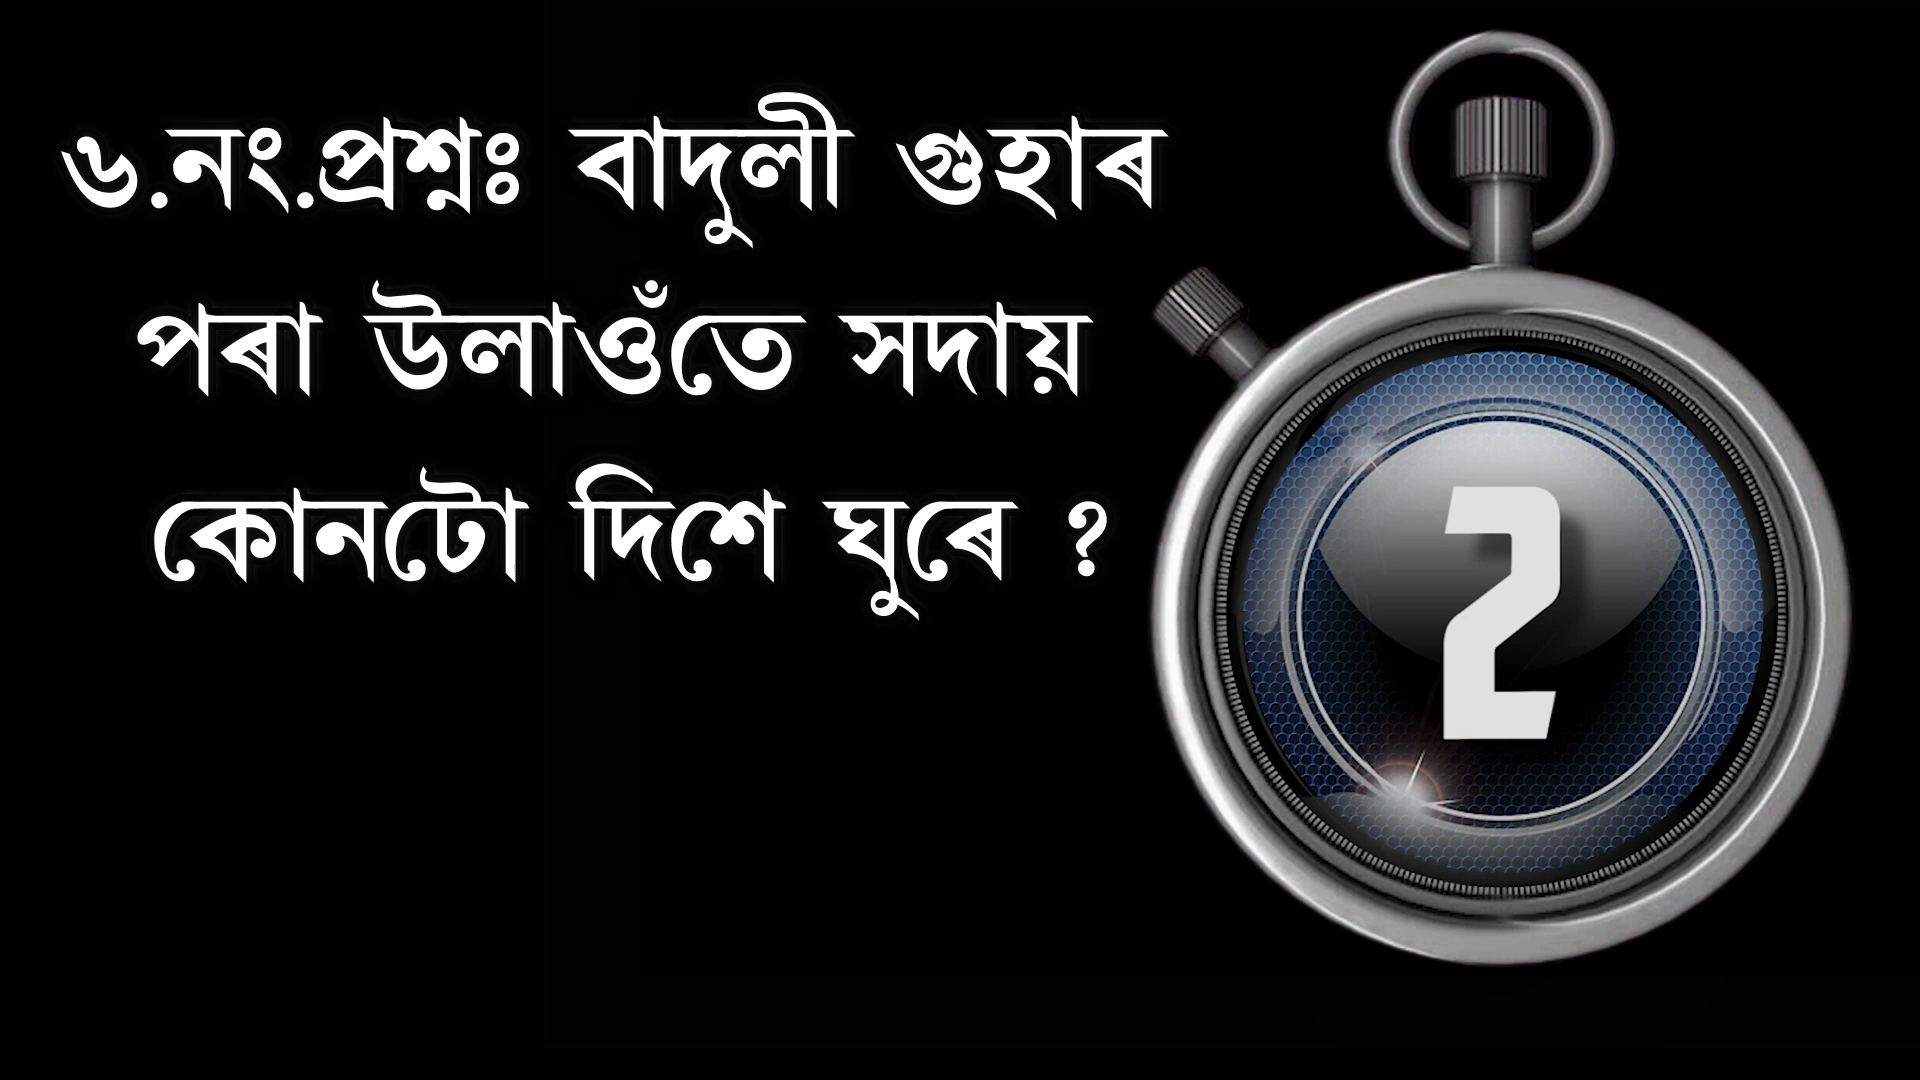 ৬.নং.প্ৰশ্নঃ বাদুলী গুহাৰ
পৰা উলাওঁতে সদায়
কোনটো দিশে ঘুৰে ?
2